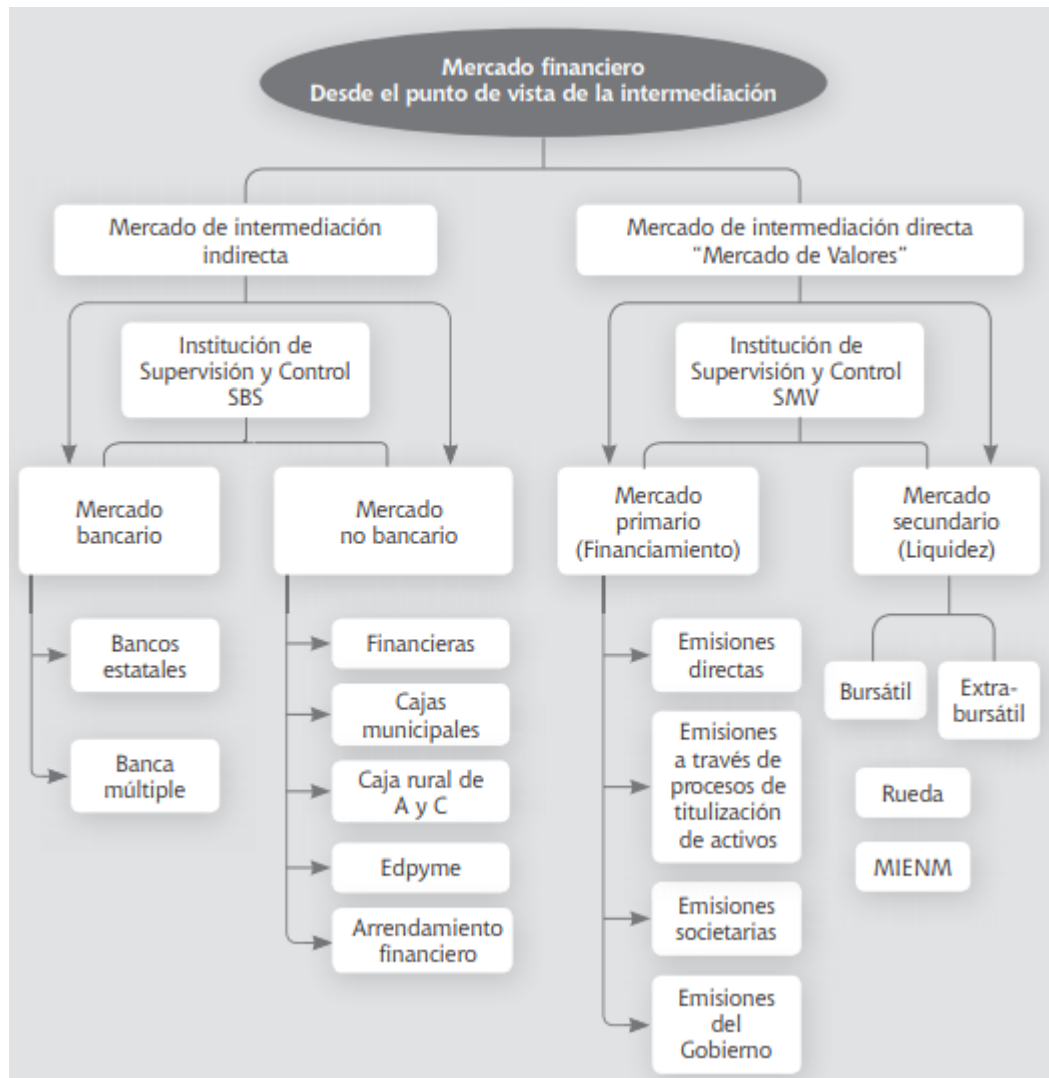 Mercado financiero
Desde el punto de vista de la intermediación
Mercado de intermediación
indirecta
Mercado de intermediación directa
"Mercado de Valores"
Institución de
Supervisión y Control
SBS
Institución de
Supervisión y Control
SMV
Mercado
bancario
Mercado
no bancario
Mercado
primario
(Financiamiento)
Mercado
secundario
(Liquidez)
Bancos
estatales
Banca
múltiple
Financieras
Cajas
municipales
Caja rural de
A y C
Edpyme
Arrendamiento
financiero
Emisiones
directas
Emisiones
a través de
procesos de
titulización
de activos
Emisiones
societarias
Emisiones
del
Gobierno
Bursátil
Extra-
bursátil
Rueda
MIENM